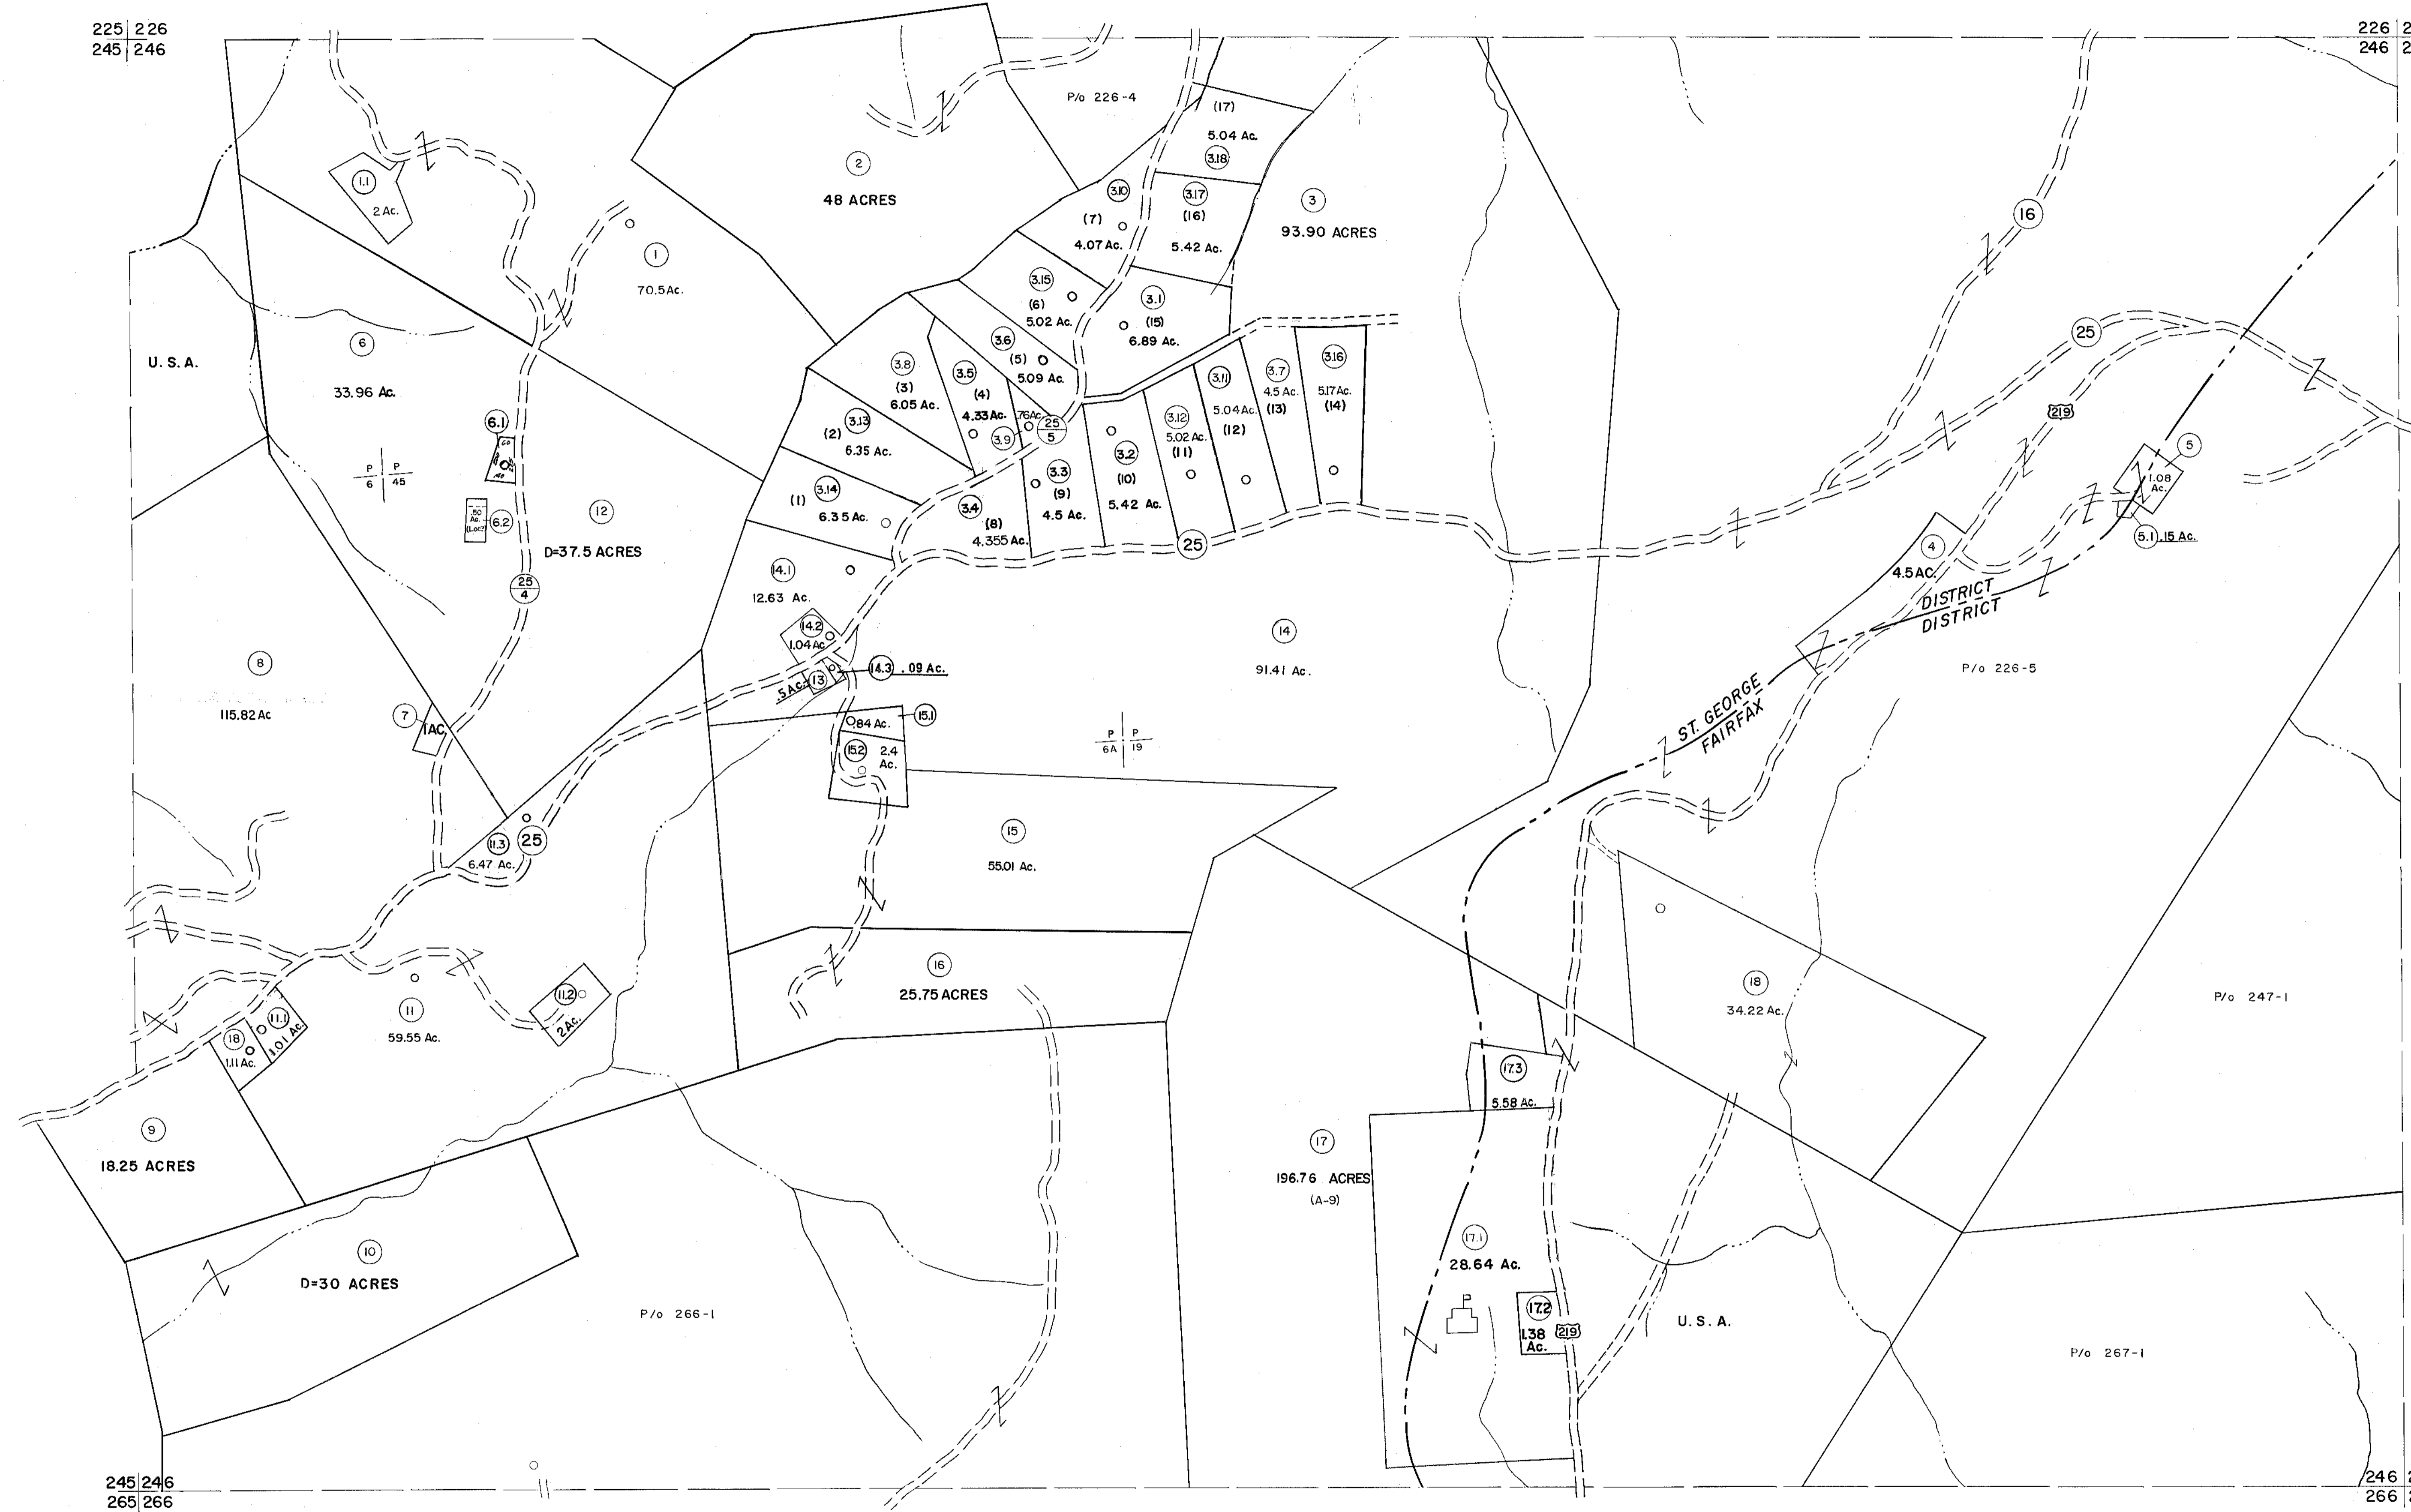 225 226
245 246
226
246
P/o 226-4
(17)
5.04 Ac.
3.18
1.1
2 Ac.
2
48 ACRES
3.10
(7)
4.07 Ac.
3.17
(16)
5.42 Ac.
3
93.90 ACRES
16
1
70.5 Ac.
3.15
(6)
5.02 Ac.
3.1
(15)
6.89 Ac.
25
U.S.A.
6
33.96 Ac.
3.6
(5)
5.09 Ac.
3.8
(3)
6.05 Ac.
3.5
(4)
4.33 Ac.
.76 Ac.
3.9
25
5
3.11
5.04 Ac.
(12)
3.7
4.5 Ac.
(13)
3.16
5.17 Ac.
(14)
219
3.13
(2)
6.35 Ac.
3.12
5.02 Ac.
(11)
6.1
60
140
P P
6 45
3.2
(10)
5.42 Ac.
3.3
(9)
4.5 Ac.
5
1.08
Ac.
3.14
(1)
6.35 Ac.
3.4
(8)
4.355 Ac.
.50
Ac.
6.2
12
D=37.5 ACRES
25
5.1 .15 Ac.
4
4.5 AC.
14.1
12.63 Ac.
25
4
DISTRICT
DISTRICT
14.2
1.04 Ac.
14
91.41 Ac.
8
115.82 Ac
14.3 .09 Ac.
13
.5 Ac.
P/o 226-5
ST. GEORGE
FAIRFAX
7
1 AC.
.84 Ac.
15.1
15.2
2.4
Ac.
P P
6A 19
15
55.01 Ac.
11.3
6.47 Ac.
25
16
25.75 ACRES
18
34.22 Ac.
P/o 247-1
11.2
2 Ac.
11
59.55 Ac.
11.1
1.01 Ac.
18
1.11 Ac.
17.3
5.58 Ac.
9
18.25 ACRES
17
196.76 ACRES
(A-9)
10
D=30 ACRES
17.1
28.64 Ac.
P/o 266-1
17.2
1.38
Ac.
219
U.S.A.
P/o 267-1
245 246
265 266
246
266